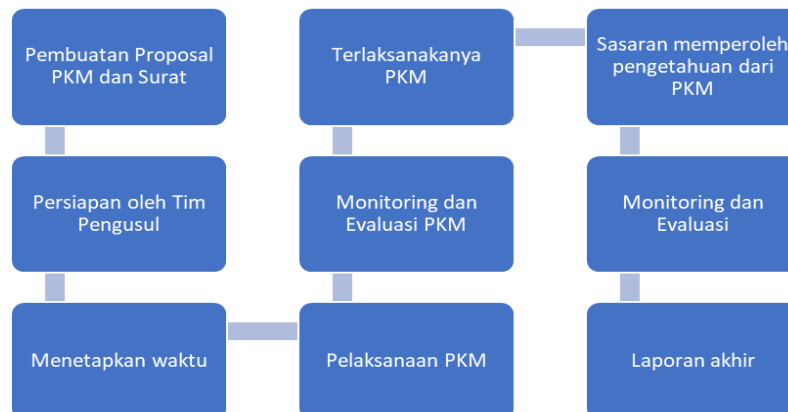 Pembuatan Proposal
PKM dan Surat
Persiapan oleh Tim
Pengusul
Menetapkan waktu
Pelaksanaan PKM
Monitoring dan
Evaluasi PKM
Terlaksanakanya
PKM
Sasaran memperoleh
pengetahuan dari
PKM
Monitoring dan
Evaluasi
Laporan akhir